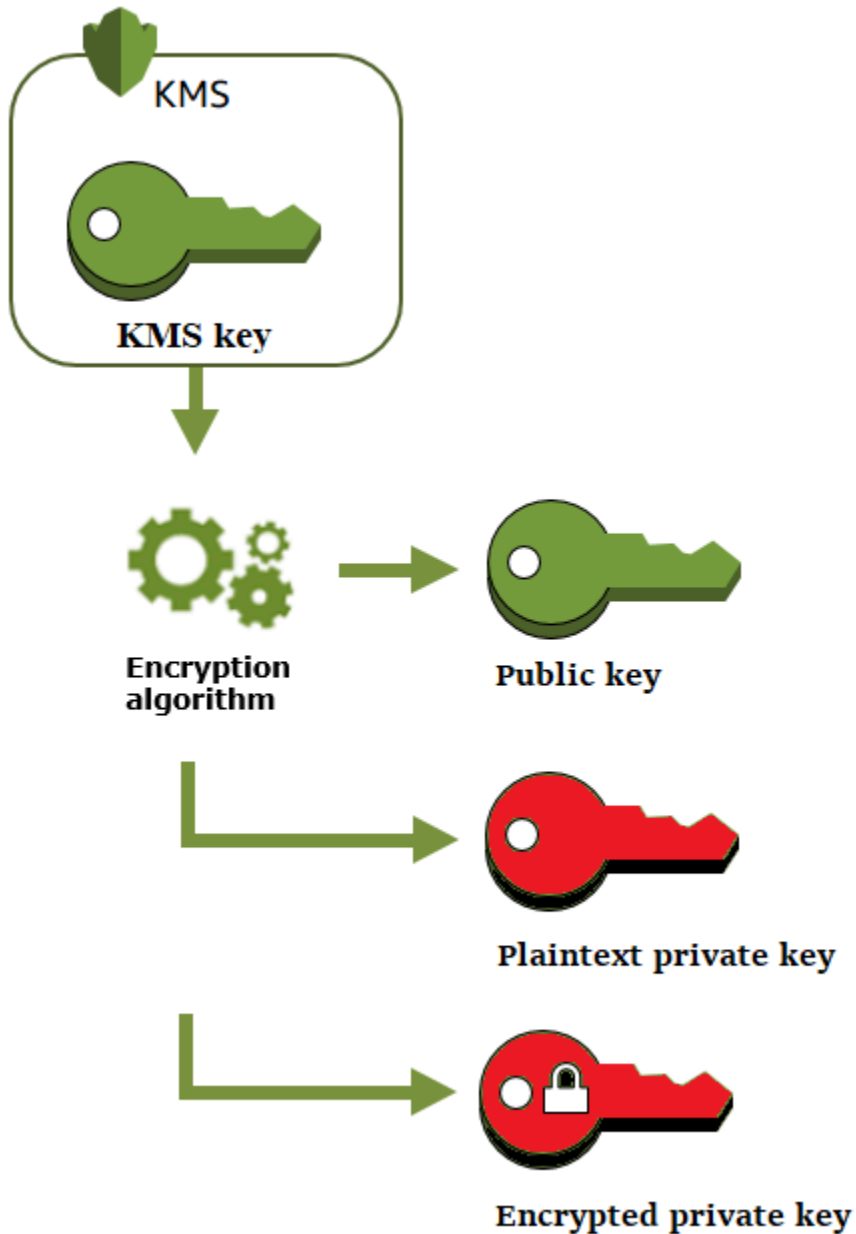 KMS
KMS key
Encryption
algorithm
Public key
Plaintext private key
Encrypted private key